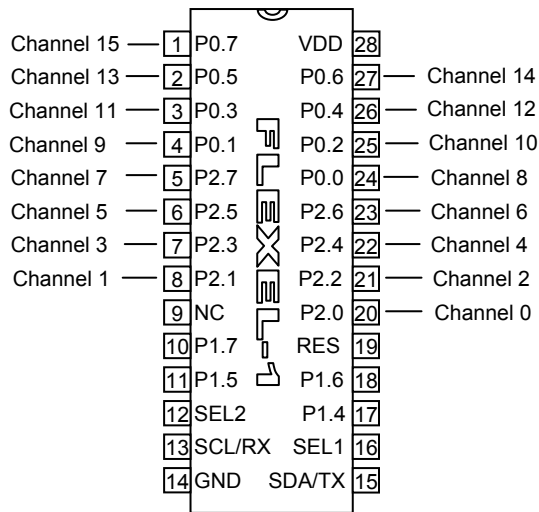 Channel 15 1 P0.7 VDD 28
Channel 13 2 P0.5 P0.6 27 Channel 14
Channel 11 3 P0.3 P0.4 26 Channel 12
Channel 9 4 P0.1 P0.2 25 Channel 10
Channel 7 5 P2.7 P0.0 24 Channel 8
Channel 5 6 P2.5 P2.6 23 Channel 6
Channel 3 7 P2.3 P2.4 22 Channel 4
Channel 1 8 P2.1 P2.2 21 Channel 2
9 NC P2.0 20 Channel 0
10 P1.7 RES 19
11 P1.5 P1.6 18
12 SEL2 P1.4 17
13 SCL/RX SEL1 16
14 GND SDA/TX 15
FLEXEL-1